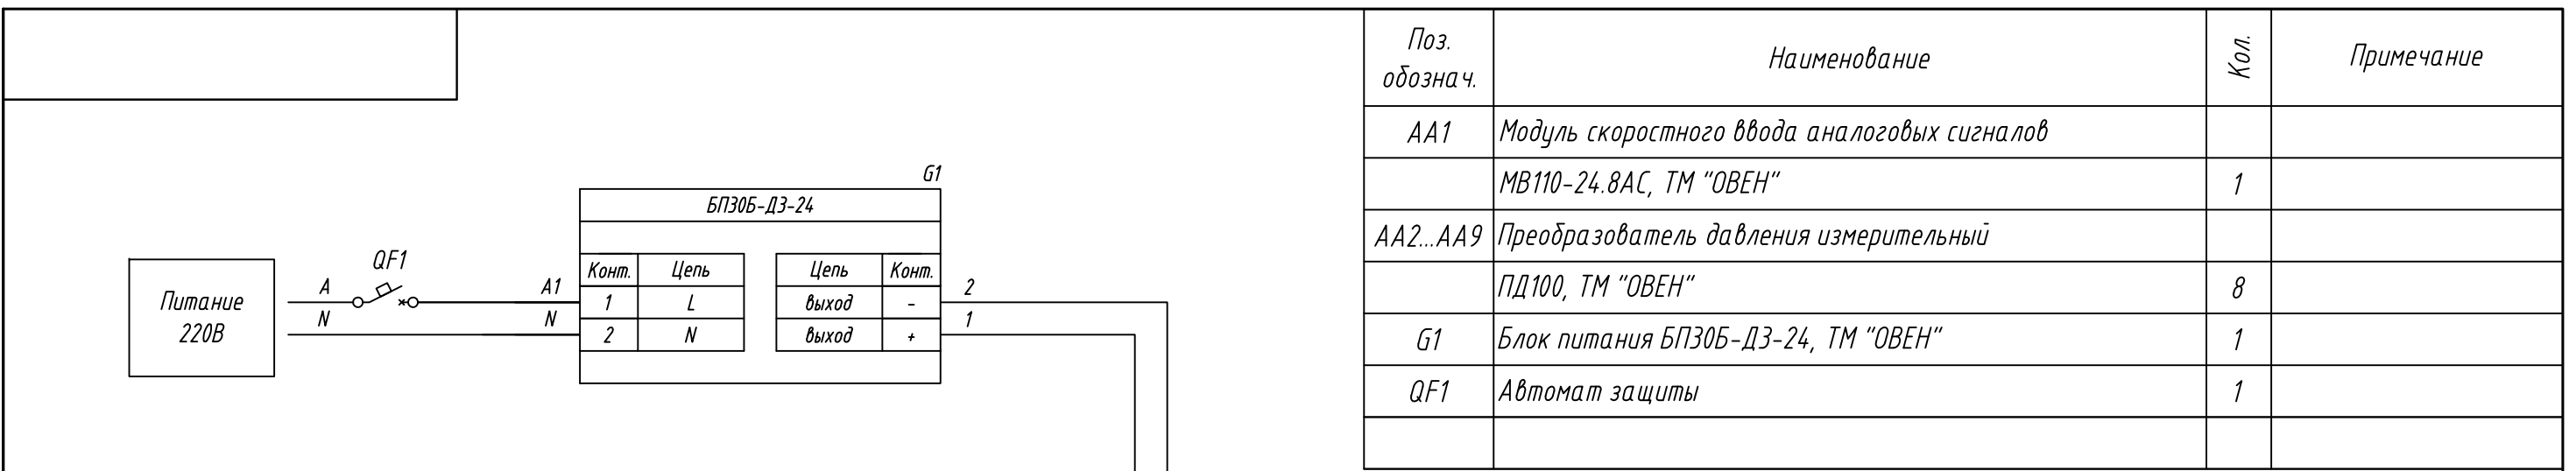 G1
БП30Б-Д3-24
Конт. Цепь Цепь Конт.
1 L выход -
2 N выход +
Питание
220В
QF1
A A1
N N
2
1
Поз. обознач. Наименование Кол. Примечание
AA1 Модуль скоростного ввода аналоговых сигналов
МВ110-24.8АС, ТМ "ОВЕН" 1
AA2...AA9 Преобразователь давления измерительный
ПД100, ТМ "ОВЕН" 8
G1 Блок питания БП30Б-Д3-24, ТМ "ОВЕН" 1
QF1 Автомат защиты 1